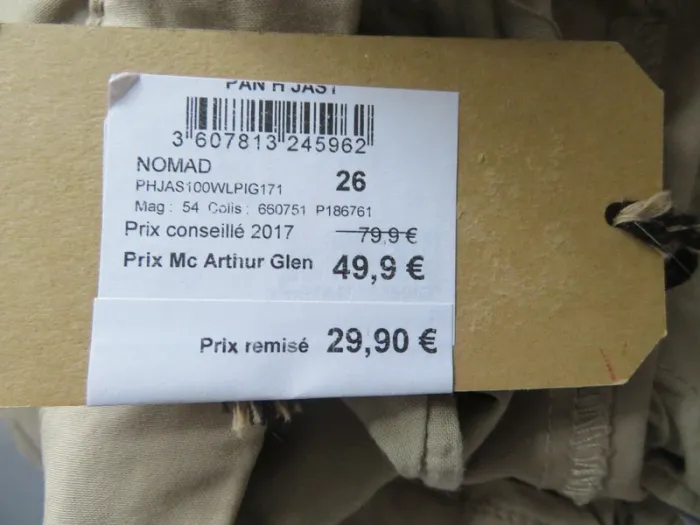 PAN H JAS1
3 607813 245962
NOMAD
PHJAS100WLPIG171 26
Mag : 54 Colis : 660751 P186761
Prix conseillé 2017 79,9 €
Prix Mc Arthur Glen 49,9 €
Prix remisé 29,90 €